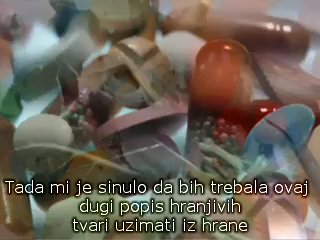 Tada mi je sinulo da bih trebala ovaj
dugi popis hranjivih
tvari uzimati iz hrane